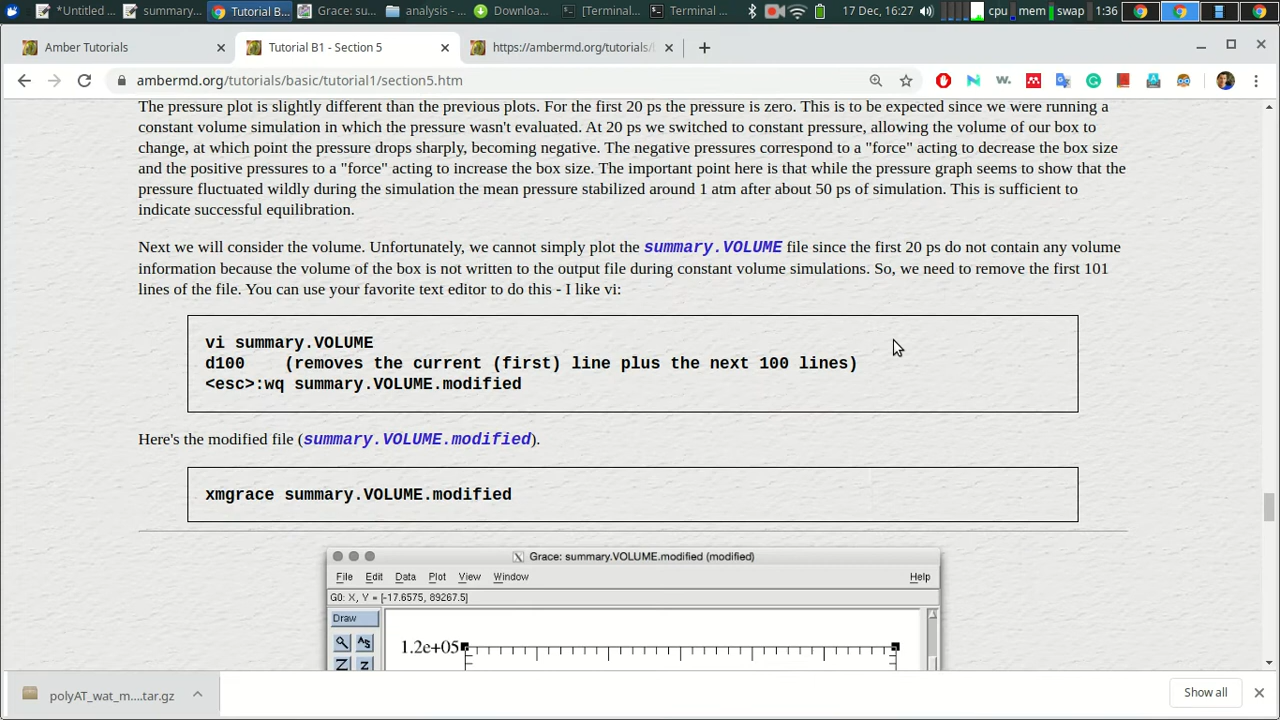 *Untitled ...
summary....
Tutorial B...
Grace: su...
analysis - ...
Downloa...
[Terminal...
Terminal ...
17 Dec, 16:27
cpu
mem
swap
1:36
Amber Tutorials
Tutorial B1 - Section 5
https://ambermd.org/tutorials/
ambermd.org/tutorials/basic/tutorial1/section5.htm
The pressure plot is slightly different than the previous plots. For the first 20 ps the pressure is zero. This is to be expected since we were running a
constant volume simulation in which the pressure wasn't evaluated. At 20 ps we switched to constant pressure, allowing the volume of our box to
change, at which point the pressure drops sharply, becoming negative. The negative pressures correspond to a "force" acting to decrease the box size
and the positive pressures to a "force" acting to increase the box size. The important point here is that while the pressure graph seems to show that the
pressure fluctuated wildly during the simulation the mean pressure stabilized around 1 atm after about 50 ps of simulation. This is sufficient to
indicate successful equilibration.
Next we will consider the volume. Unfortunately, we cannot simply plot the summary.VOLUME file since the first 20 ps do not contain any volume
information because the volume of the box is not written to the output file during constant volume simulations. So, we need to remove the first 101
lines of the file. You can use your favorite text editor to do this - I like vi:
vi summary.VOLUME
d100 (removes the current (first) line plus the next 100 lines)
<esc>:wq summary.VOLUME.modified
Here's the modified file (summary.VOLUME.modified).
xmgrace summary.VOLUME.modified
Grace: summary.VOLUME.modified (modified)
File Edit Data Plot View Window Help
G0: X, Y = [-17.6575, 89267.5]
Draw
1.2e+05
polyAT_wat_m....tar.gz
Show all